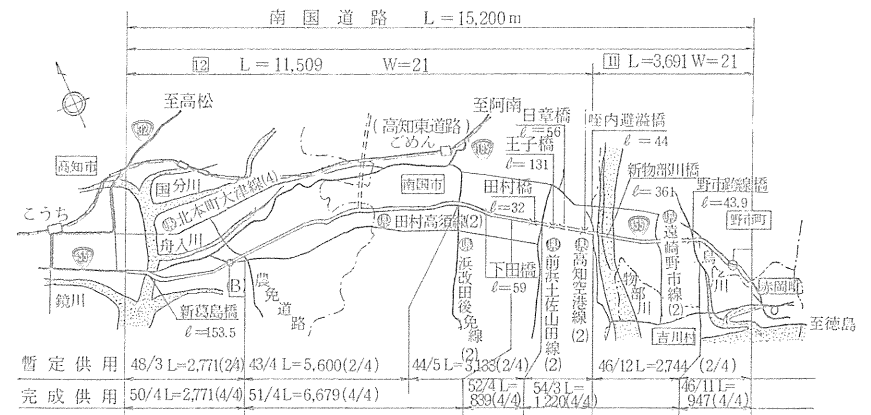 南国道路 L=15,200m
12 L=11,509 W=21
11 L=3,691 W=21
至高松
至阿南
(高知東道路)
ごめん
日章橋
ℓ=56
王子橋
ℓ=131
咥内避溢橋
ℓ=44
新物部川橋
ℓ=361
野市跨線橋
ℓ=43.9
野市町
高知市
国分川
北本町大津線(4)
舟入川
南国市
田村橋
ℓ=32
田村高須線(2)
下田橋
ℓ=59
こうち
鏡川
新葛島橋
ℓ=153.5
B
農免道路
浜改田後免線(2)
前浜土佐山田線(2)
高知空港線(2)
物部川
遠崎野市線(2)
烏川
赤岡町
吉川村
至徳島
暫定供用 48/3 L=2,771(2/4) 43/4 L=5,600(2/4) 44/5 L=3,133(2/4) 46/12 L=2,744 (2/4)
完成供用 50/4 L=2,771(4/4) 51/4 L=6,679(4/4) 52/4 L=839(4/4) 54/3 L=1,220(4/4) 46/11 L=947(4/4)